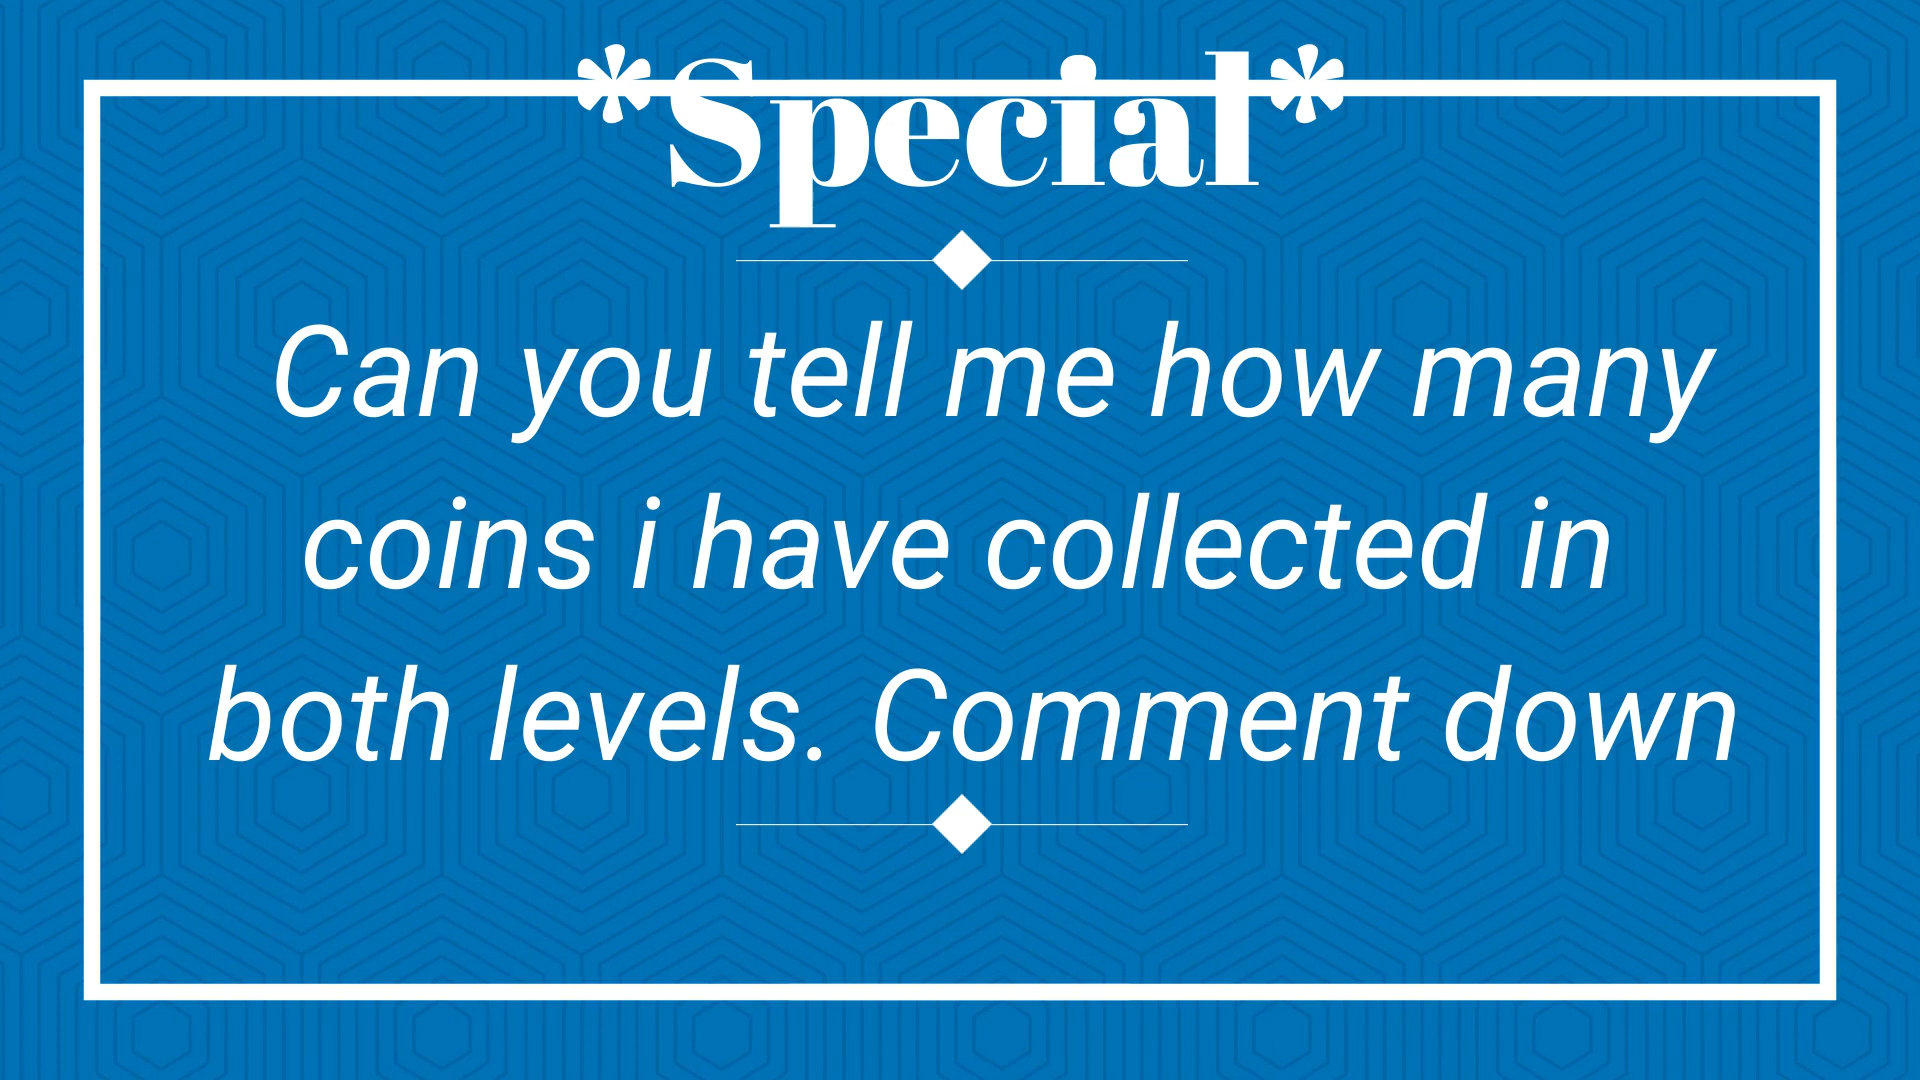 *Special*
Can you tell me how many
coins i have collected in
both levels. Comment down